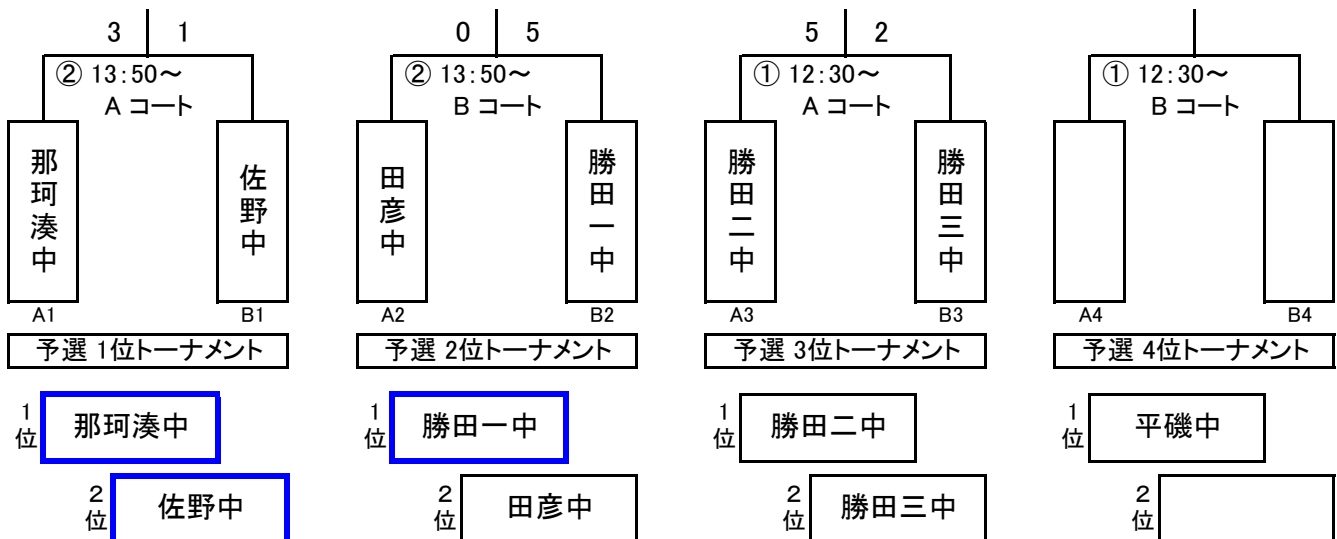 3 1
② 13:50～
A コート
那珂湊中
佐野中
A1
B1
予選 1位トーナメント
1位
那珂湊中
2位
佐野中
0 5
② 13:50～
B コート
田彦中
勝田一中
A2
B2
予選 2位トーナメント
1位
勝田一中
2位
田彦中
5 2
① 12:30～
A コート
勝田二中
勝田三中
A3
B3
予選 3位トーナメント
1位
勝田二中
2位
勝田三中
① 12:30～
B コート
A4
B4
予選 4位トーナメント
1位
平磯中
2位